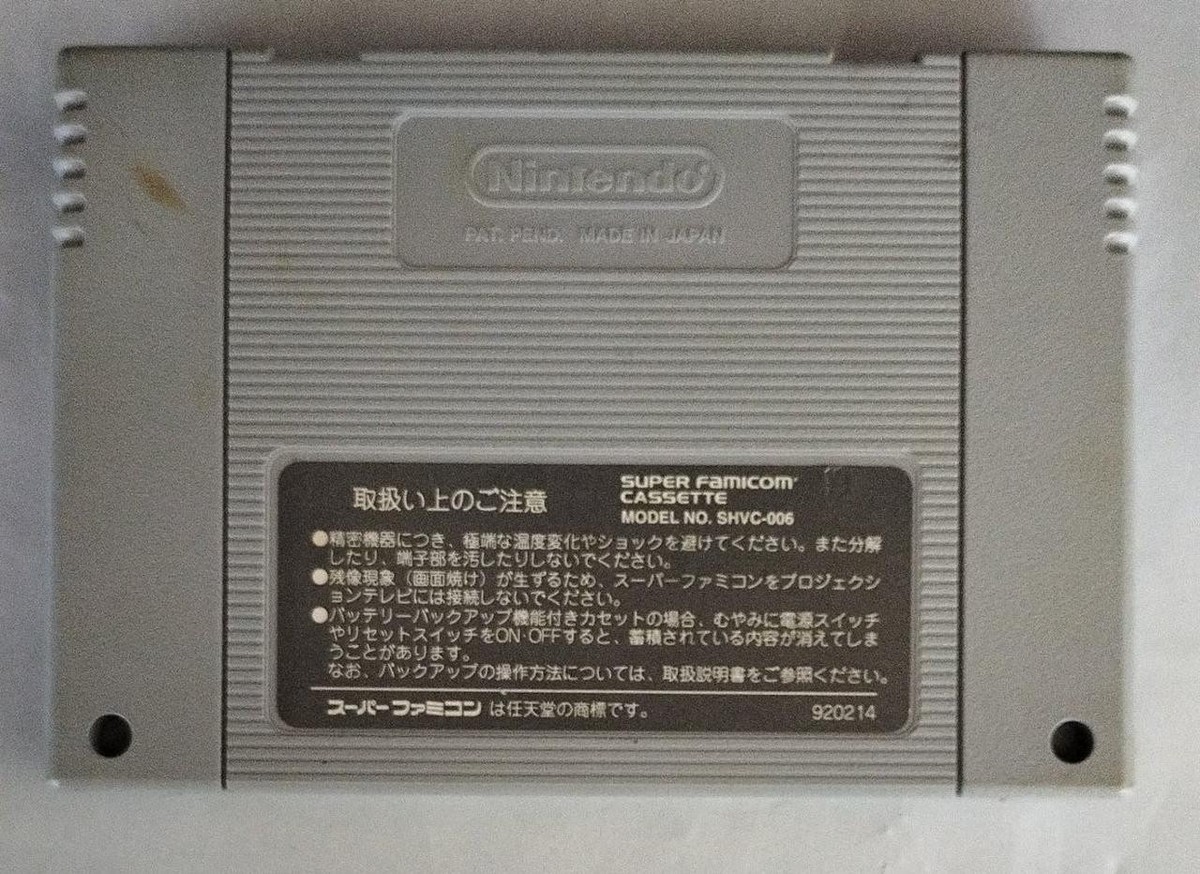 Nintendo
PAT. PEND. MADE IN JAPAN
取扱い上のご注意
SUPER FAMICOM
CASSETTE
MODEL NO. SHVC-006
●精密機器につき、極端な温度変化やショックを避けてください。また分解
したり、端子部を汚したりしないでください。
●残像現象（画面焼け）が生ずるため、スーパーファミコンをプロジェクシ
ョンテレビには接続しないでください。
●バッテリーバックアップ機能付きカセットの場合、むやみに電源スイッチ
やリセットスイッチをON·OFFすると、蓄積されている内容が消えてしま
うことがあります。
なお、バックアップの操作方法については、取扱説明書をご参照ください。
スーパーファミコン は任天堂の商標です。
920214